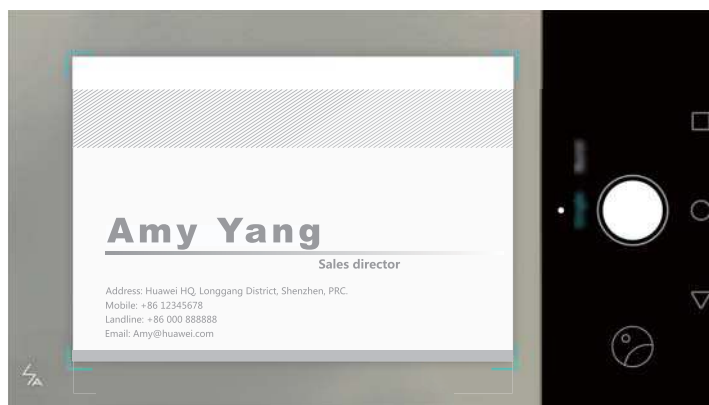 Amy Yang
Sales director
Address: Huawei HQ, Longgang District, Shenzhen, PRC.
Mobile: +86 12345678
Landline: +86 000 888888
Email: Amy@huawei.com
Single